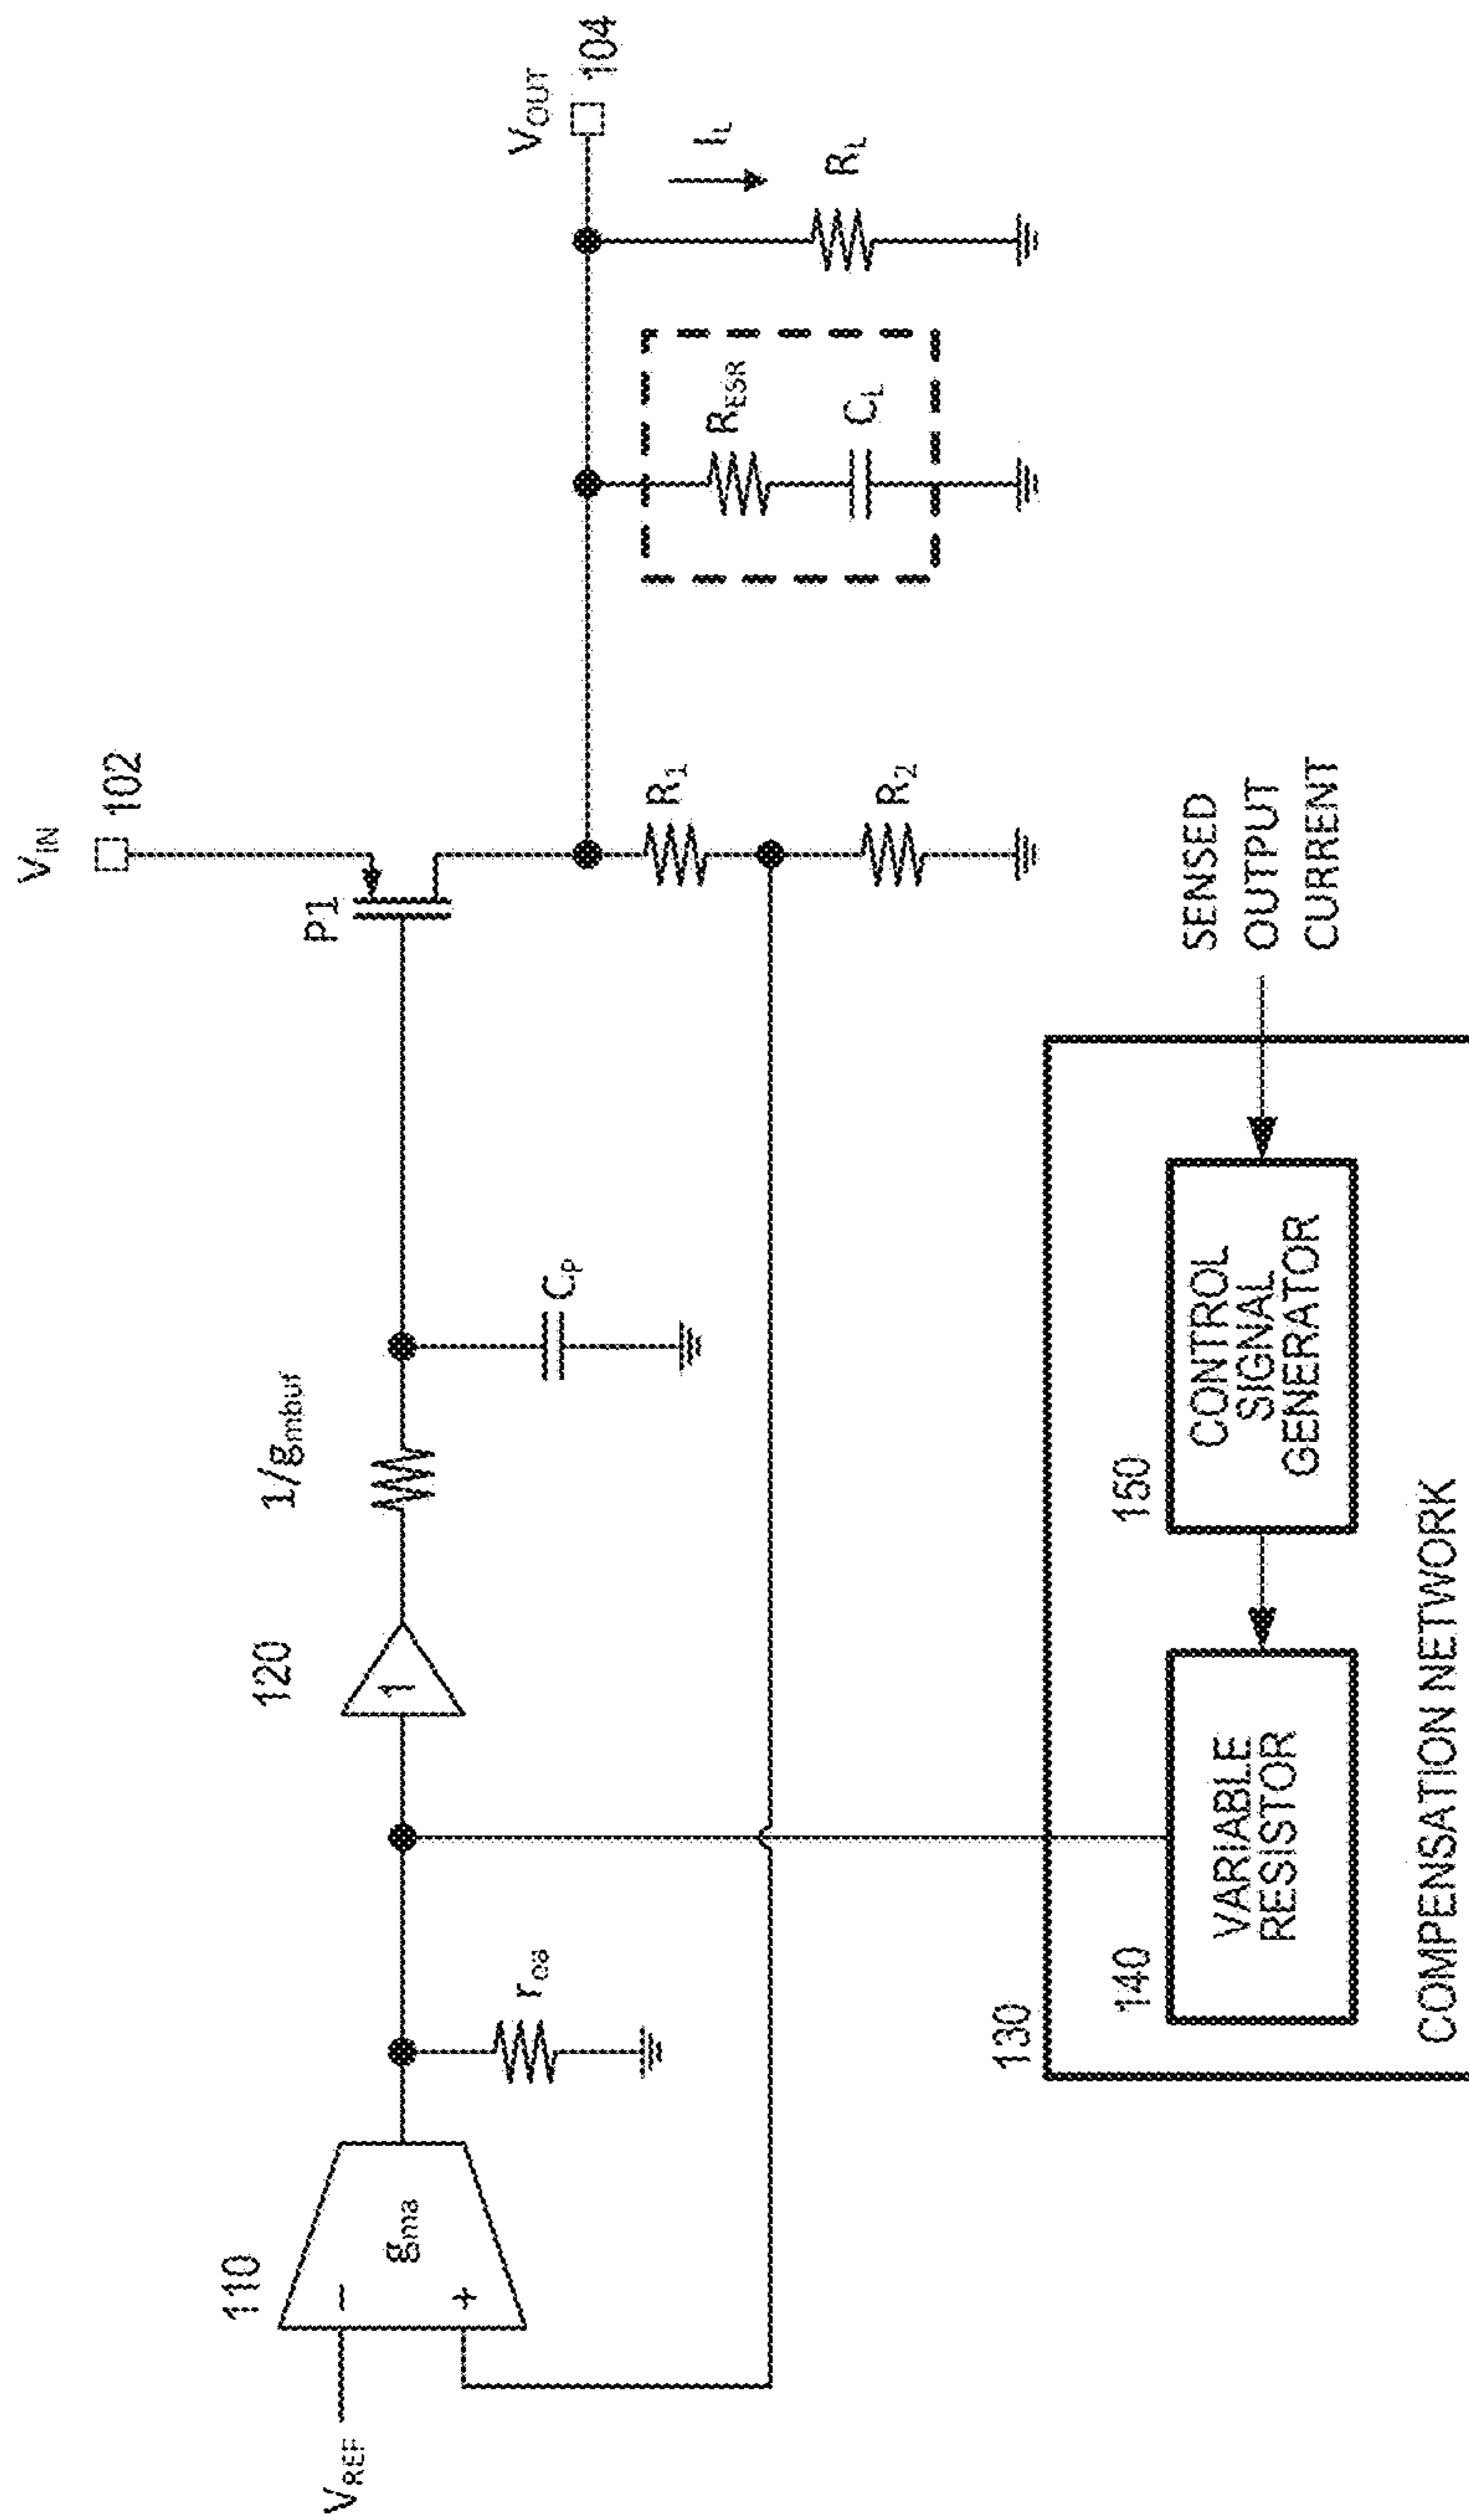 V_IN
102
V_OUT
104
P1
I_L
R_L
R_ESR
C_L
R_1
R_2
110
120
1/g_mbuf
g_ma
-
+
1
r_oa
C_p
V_REF
130
140
VARIABLE
RESISTOR
150
CONTROL
SIGNAL
GENERATOR
SENSED
OUTPUT
CURRENT
COMPENSATION NETWORK